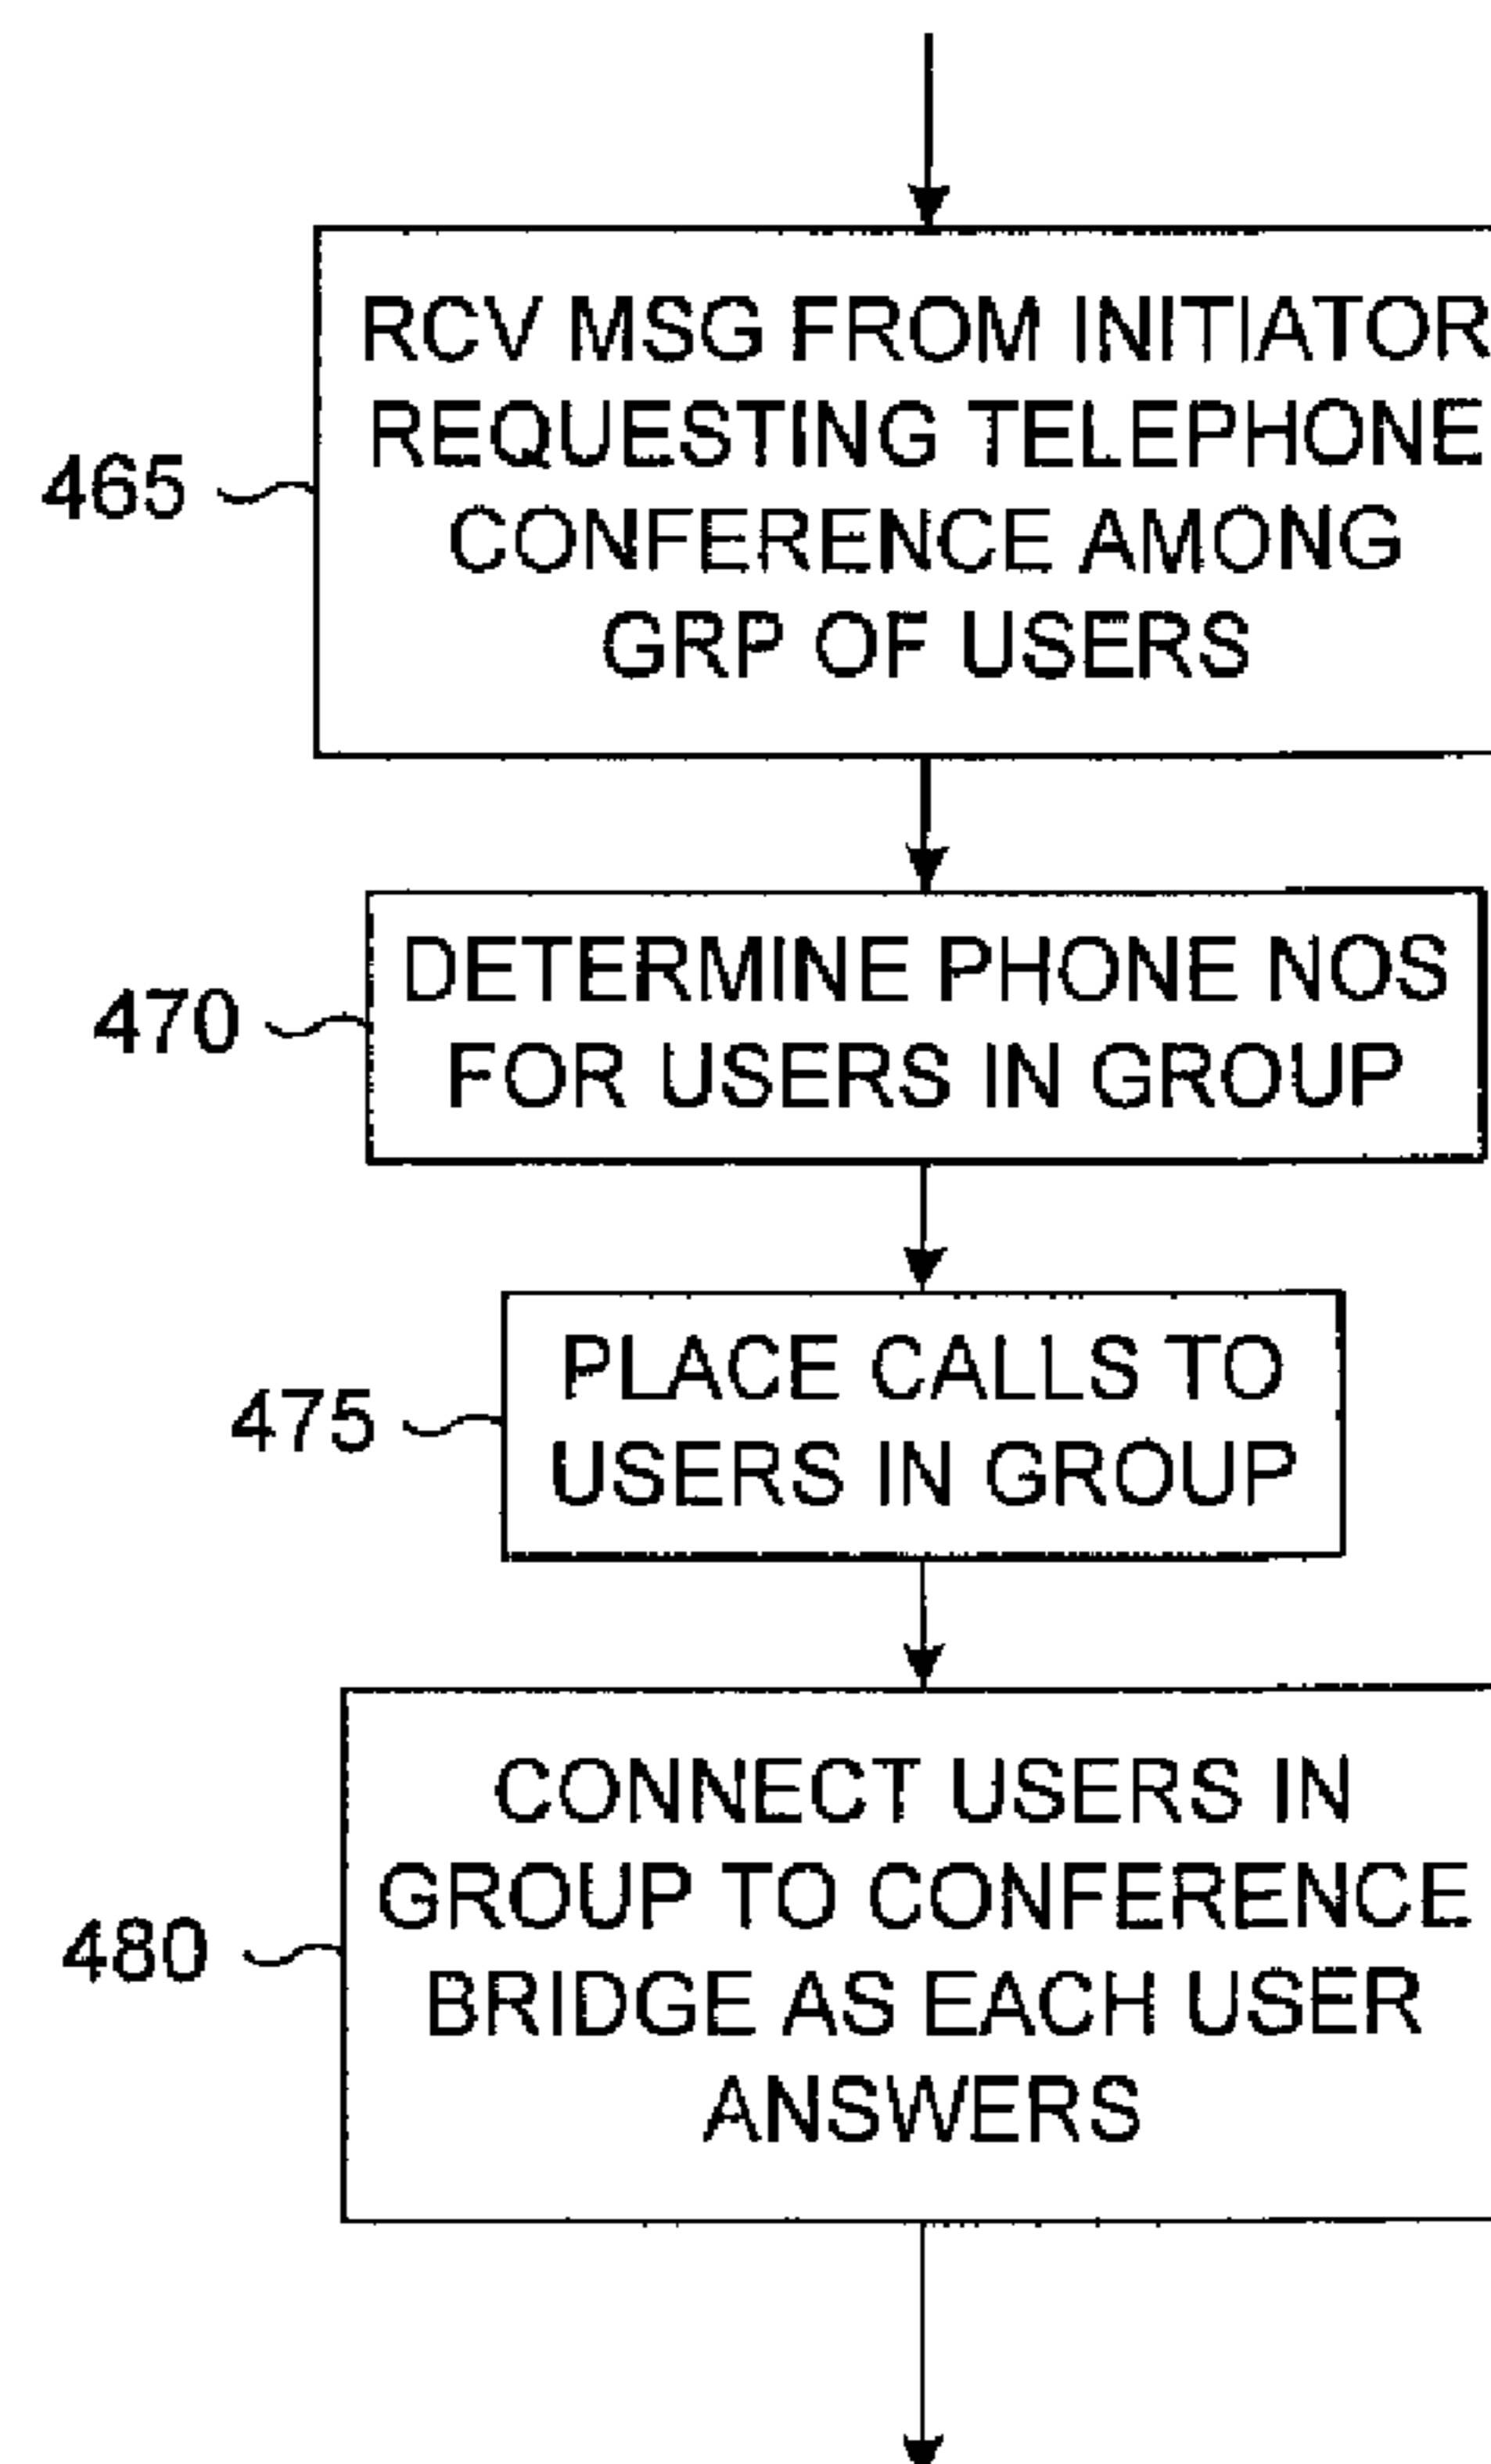 RCV MSG FROM INITIATOR
REQUESTING TELEPHONE
CONFERENCE AMONG
GRP OF USERS
465
DETERMINE PHONE NOS
FOR USERS IN GROUP
470
PLACE CALLS TO
USERS IN GROUP
475
CONNECT USERS IN
GROUP TO CONFERENCE
BRIDGE AS EACH USER
ANSWERS
480